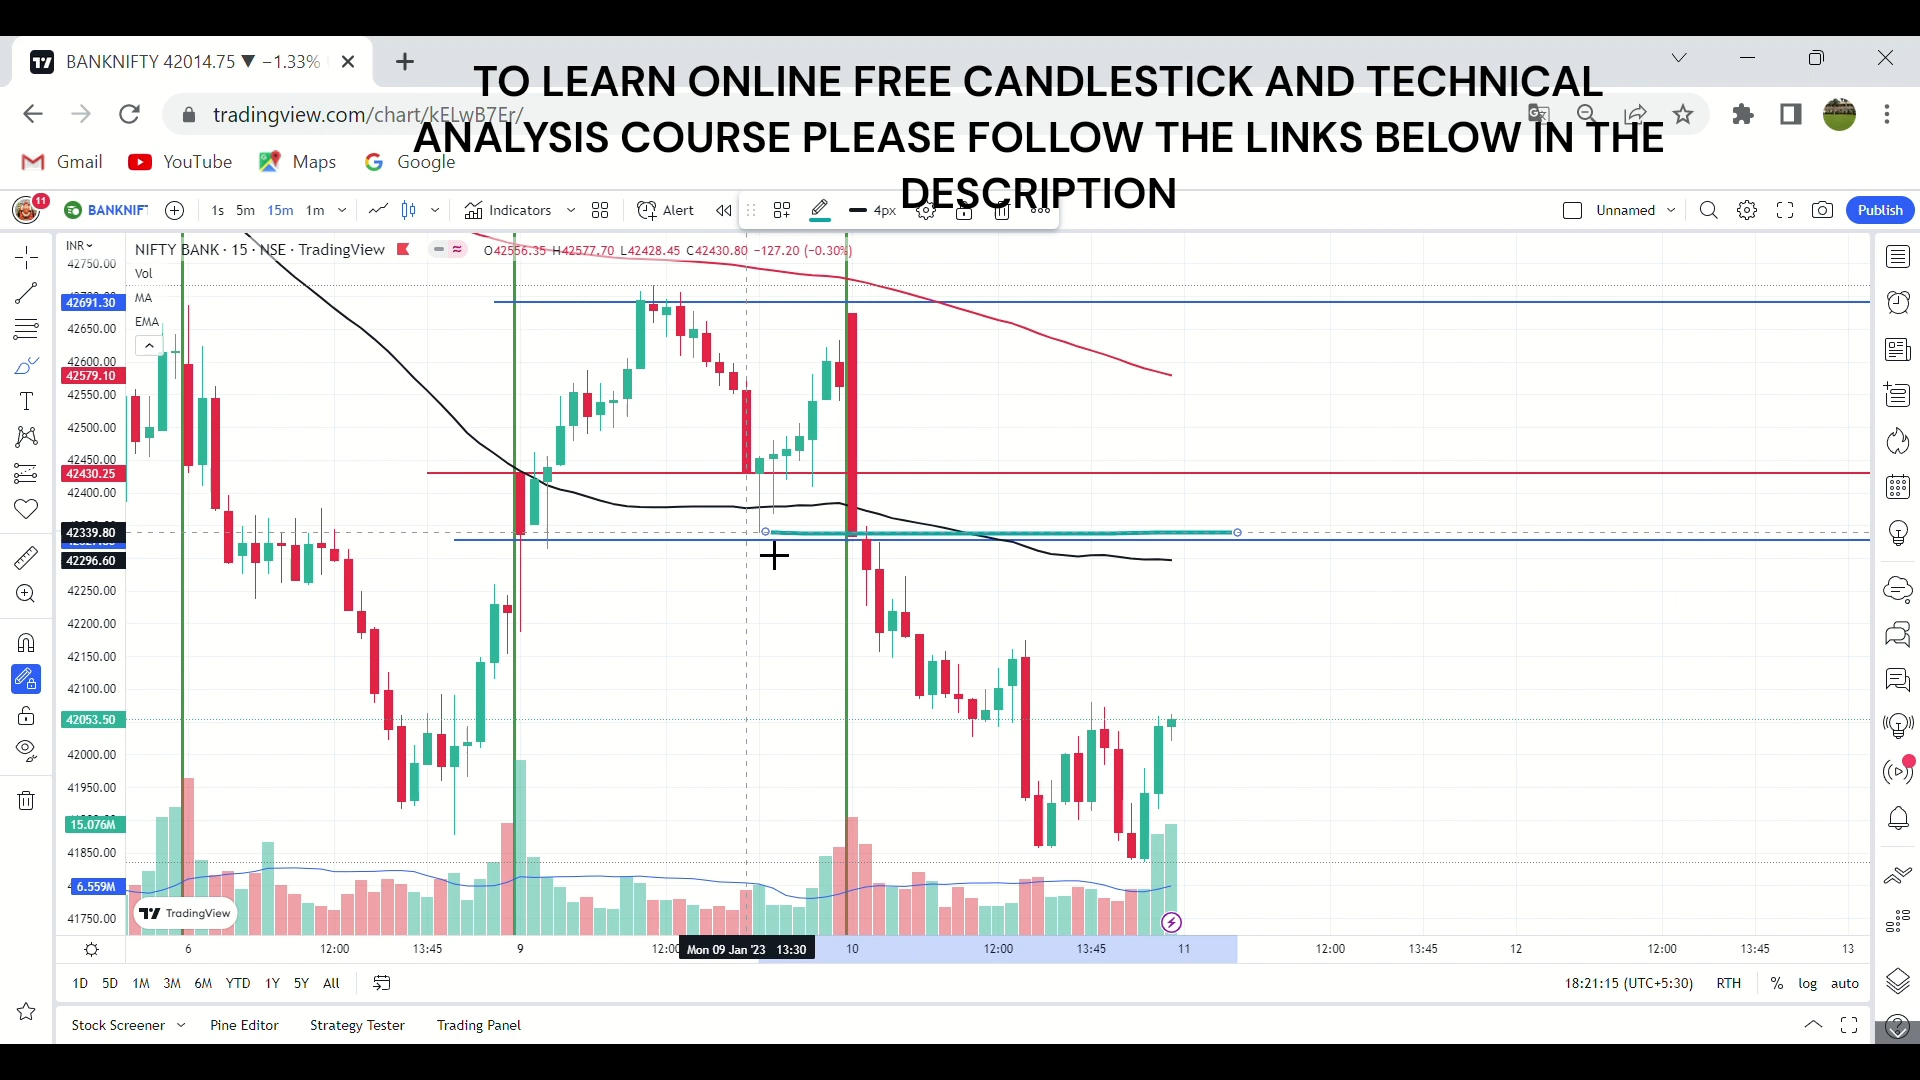 BANKNIFTY 42014.75 ▼ −1.33%
TO LEARN ONLINE FREE CANDLESTICK AND TECHNICAL
ANALYSIS COURSE PLEASE FOLLOW THE LINKS BELOW IN THE
DESCRIPTION
tradingview.com/chart/kELwB7Er/
Gmail YouTube Maps Google
11 BANKNIFT 1s 5m 15m 1m Indicators Alert 4px Unnamed Publish
INR NIFTY BANK · 15 · NSE · TradingView O42556.35 H42577.70 L42428.45 C42430.80 −127.20 (−0.30%)
42750.00
Vol
MA
EMA
42691.30
42650.00
42600.00
42579.10
42550.00
42500.00
42450.00
42430.25
42400.00
42339.80
42296.60
42250.00
42200.00
42150.00
42100.00
42053.50
42000.00
41950.00
15.076M
41850.00
6.559M
41750.00
TradingView
6 12:00 13:45 9 12:00 Mon 09 Jan '23 13:30 10 12:00 13:45 11 12:00 13:45 12 12:00 13:45 13
1D 5D 1M 3M 6M YTD 1Y 5Y All 18:21:15 (UTC+5:30) RTH % log auto
Stock Screener Pine Editor Strategy Tester Trading Panel